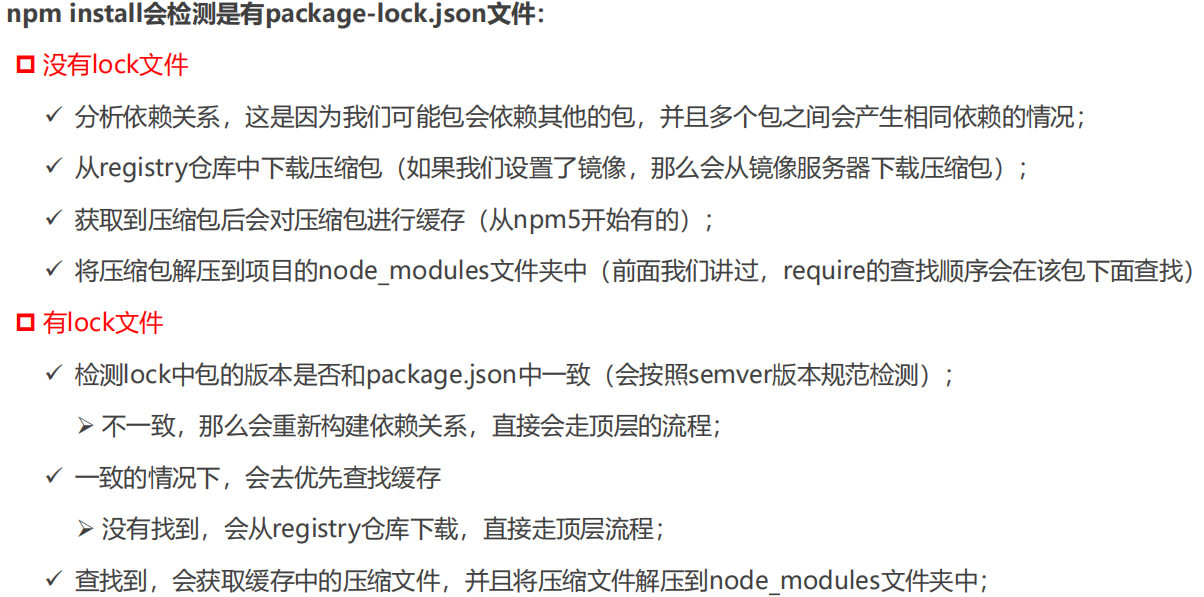 npm install会检测是有package-lock.json文件：
没有lock文件
分析依赖关系，这是因为我们可能包会依赖其他的包，并且多个包之间会产生相同依赖的情况；
从registry仓库中下载压缩包（如果我们设置了镜像，那么会从镜像服务器下载压缩包）；
获取到压缩包后会对压缩包进行缓存（从npm5开始有的）；
将压缩包解压到项目的node_modules文件夹中（前面我们讲过，require的查找顺序会在该包下面查找）
有lock文件
检测lock中包的版本是否和package.json中一致（会按照semver版本规范检测）；
不一致，那么会重新构建依赖关系，直接会走顶层的流程；
一致的情况下，会去优先查找缓存
没有找到，会从registry仓库下载，直接走顶层流程；
查找到，会获取缓存中的压缩文件，并且将压缩文件解压到node_modules文件夹中；